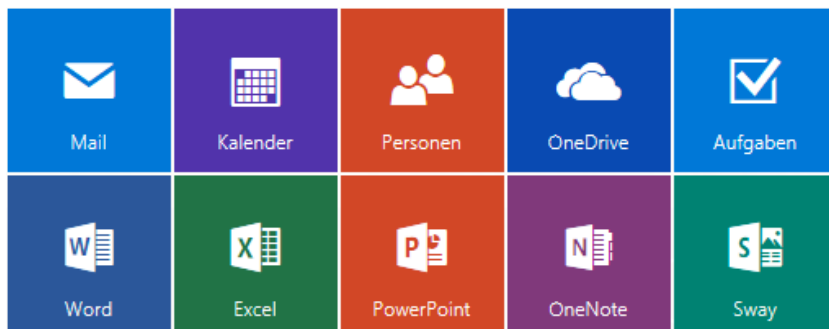 Mail Kalender Personen OneDrive Aufgaben
W X P N S
Word Excel PowerPoint OneNote Sway